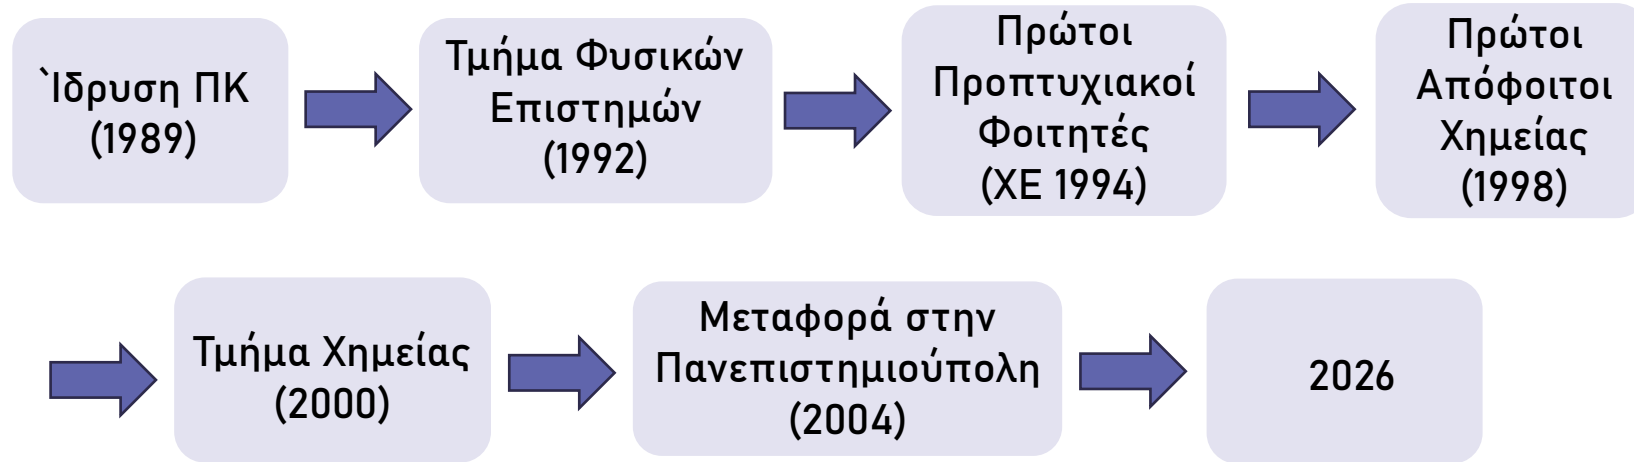 `Ίδρυση ΠΚ
(1989)
Τμήμα Φυσικών
Επιστημών
(1992)
Πρώτοι
Προπτυχιακοί
Φοιτητές
(ΧΕ 1994)
Πρώτοι
Απόφοιτοι
Χημείας
(1998)
Τμήμα Χημείας
(2000)
Μεταφορά στην
Πανεπιστημιούπολη
(2004)
2026